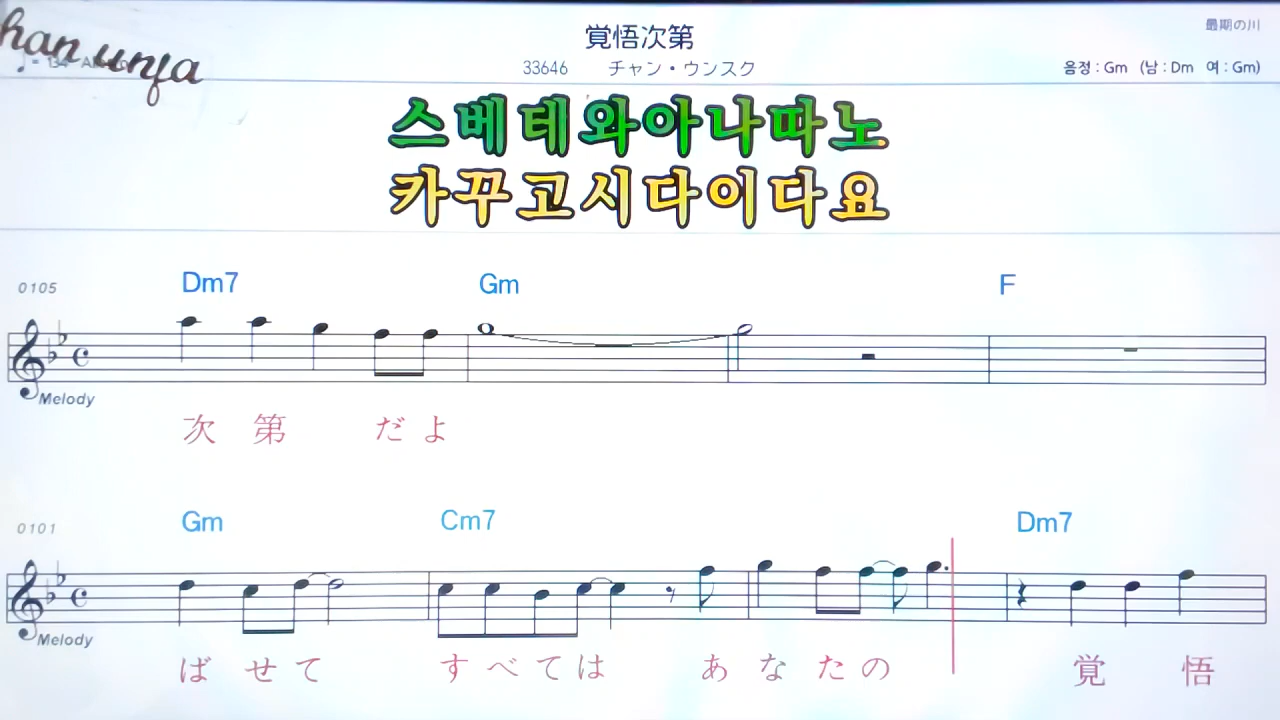 han unfa
覚悟次第
最期の川
33646 チャン・ウンスク
음정 : Gm (남 : Dm 여 : Gm)
스베테와아나따노
카꾸고시다이다요
0105 Dm7 Gm F
Melody
次 第 だ よ
0101 Gm Cm7 Dm7
Melody
ば せ て す べ て は あ な た の 覚 悟